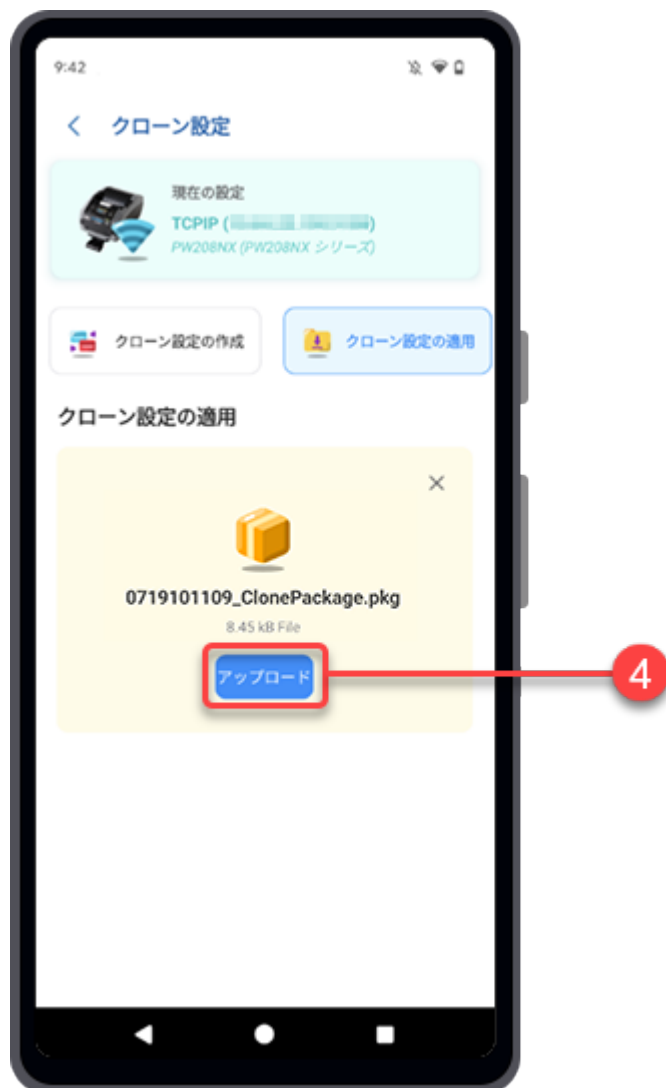 9:42
クローン設定
現在の設定
TCPIP ( )
PW208NX (PW208NX シリーズ)
クローン設定の作成
クローン設定の適用
クローン設定の適用
0719101109_ClonePackage.pkg
8.45 kB File
アップロード
4